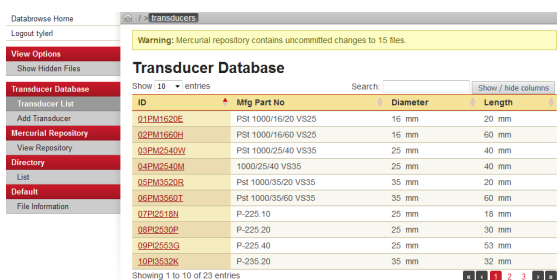 Databrowse Home
Logout tylerl
View Options
Show Hidden Files
Transducer Database
Transducer List
Add Transducer
Mercurial Repository
View Repository
Directory
List
Default
File Information
/ > transducers
Warning: Mercurial repository contains uncommitted changes to 15 files.
Transducer Database
Show 10 entries Search: Show / hide columns
ID Mfg Part No Diameter Length
01PM1620E PSt 1000/16/20 VS25 16 mm 20 mm
02PM1660H PSt 1000/16/60 VS25 16 mm 60 mm
03PM2540W PSt 1000/25/40 VS35 25 mm 40 mm
04PM2540M 1000/25/40 VS35 25 mm 40 mm
05PM3520R Pst 1000/35/20 VS35 35 mm 20 mm
06PM3560T Pst 1000/35/60 VS35 35 mm 60 mm
07PI2518N P-225.10 25 mm 18 mm
08PI2530P P-225.20 25 mm 30 mm
09PI2553G P-225.40 25 mm 53 mm
10PI3532K P-235.20 35 mm 32 mm
Showing 1 to 10 of 23 entries « ‹ 1 2 3 › »